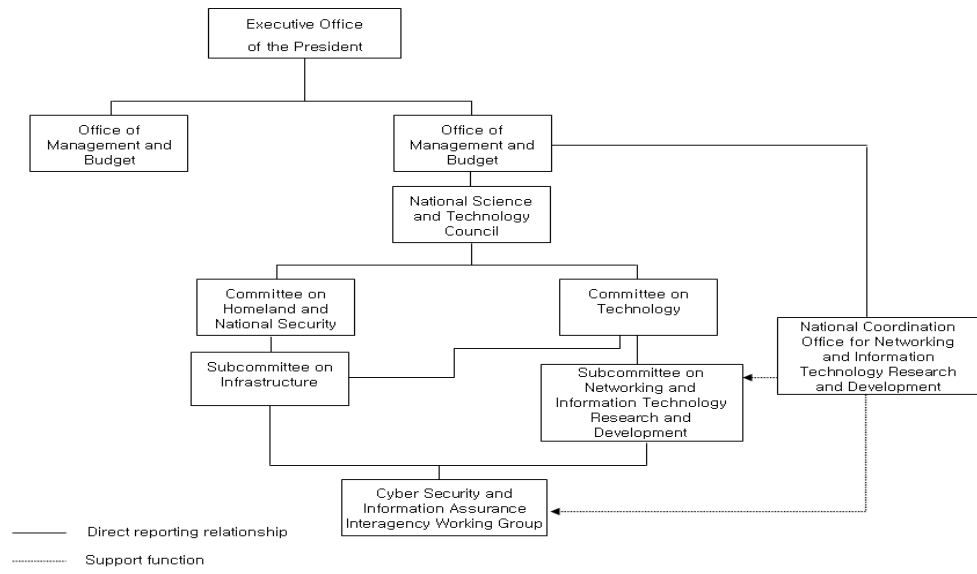 Executive Office
of the President
Office of
Management and
Budget
Office of
Management and
Budget
National Science
and Technology
Council
Committee on
Homeland and
National Security
Committee on
Technology
National Coordination
Office for Networking
and Information
Technology Research
and Development
Subcommittee on
Infrastructure
Subcommittee on
Networking and
Information Technology
Research and
Development
Cyber Security and
Information Assurance
Interagency Working Group
Direct reporting relationship
Support function